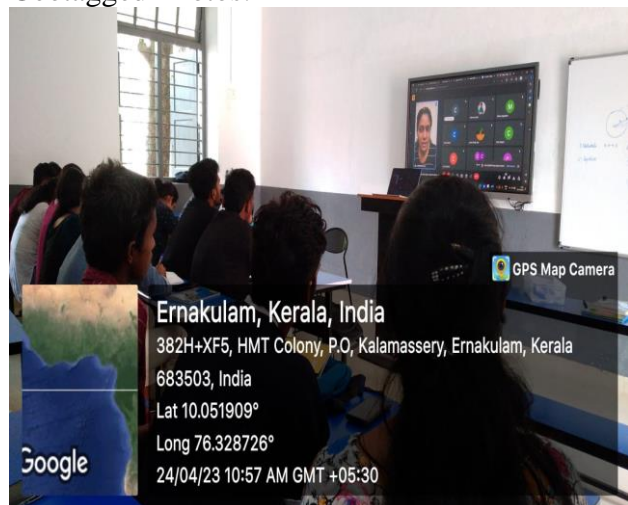 GPS Map Camera
Ernakulam, Kerala, India
382H+XF5, HMT Colony, P.O, Kalamassery, Ernakulam, Kerala
683503, India
Lat 10.051909°
Long 76.328726°
24/04/23 10:57 AM GMT +05:30
Google